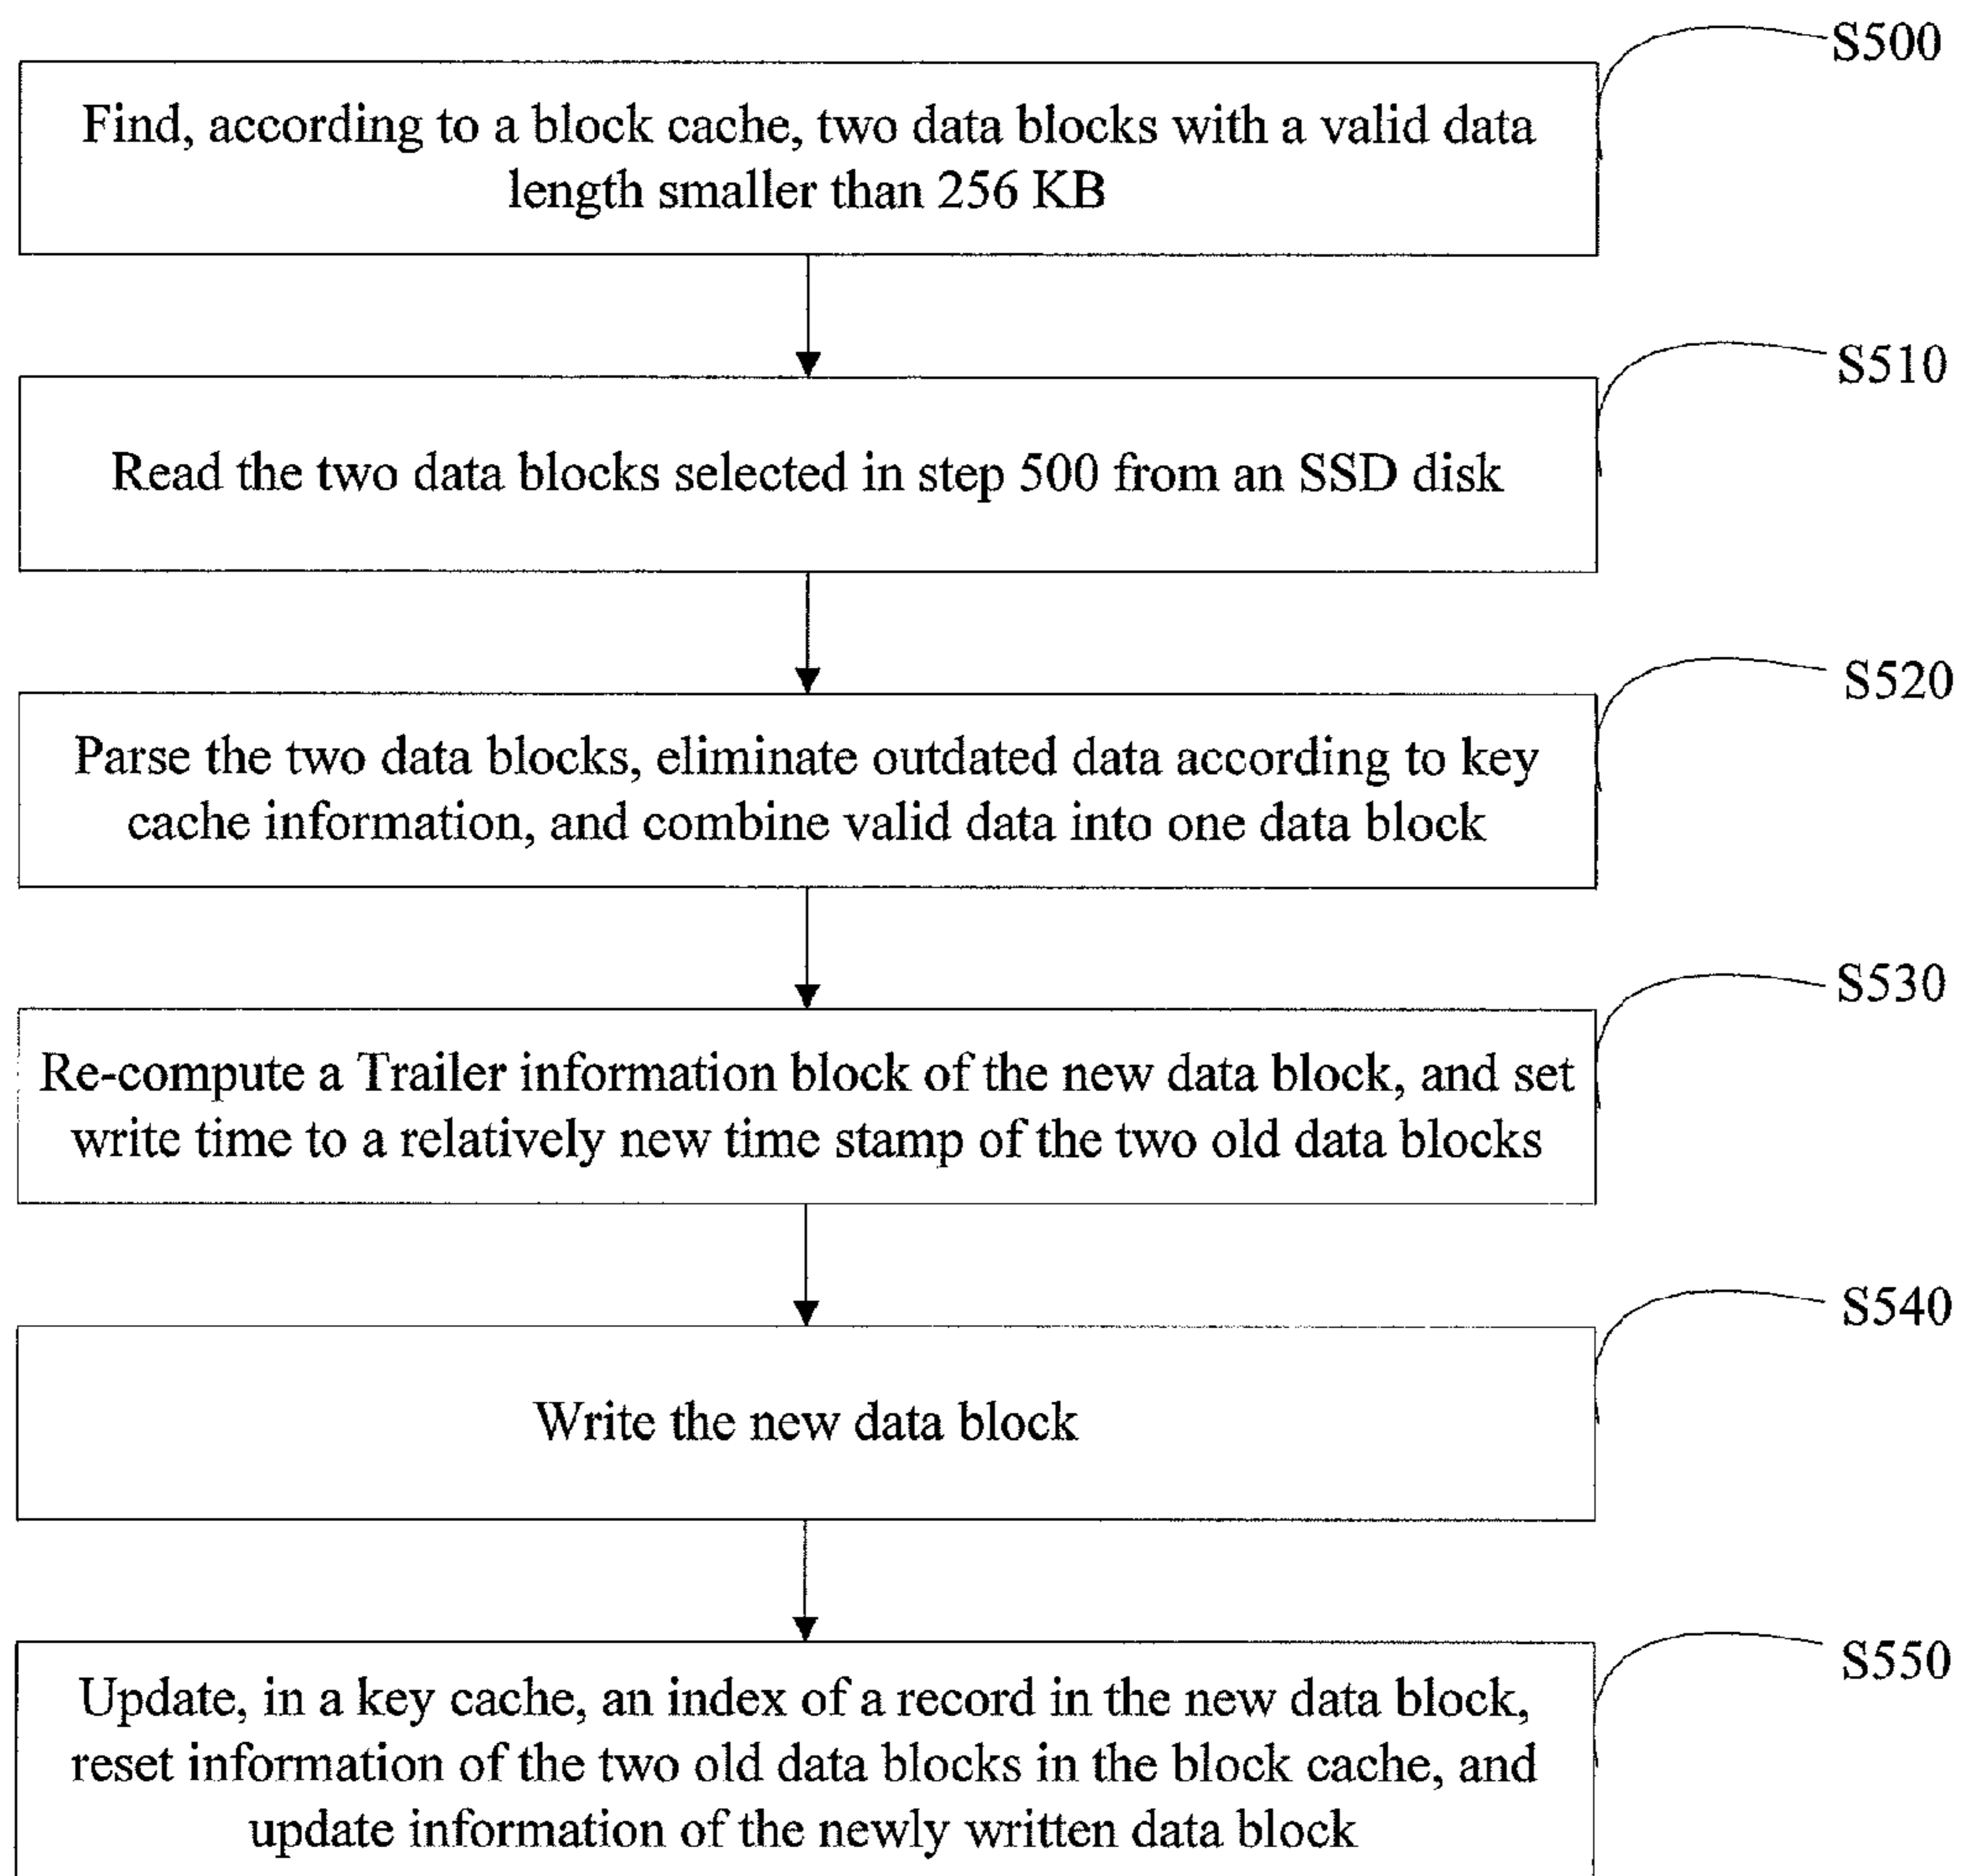 S500
Find, according to a block cache, two data blocks with a valid data
length smaller than 256 KB
S510
Read the two data blocks selected in step 500 from an SSD disk
S520
Parse the two data blocks, eliminate outdated data according to key
cache information, and combine valid data into one data block
S530
Re-compute a Trailer information block of the new data block, and set
write time to a relatively new time stamp of the two old data blocks
S540
Write the new data block
S550
Update, in a key cache, an index of a record in the new data block,
reset information of the two old data blocks in the block cache, and
update information of the newly written data block